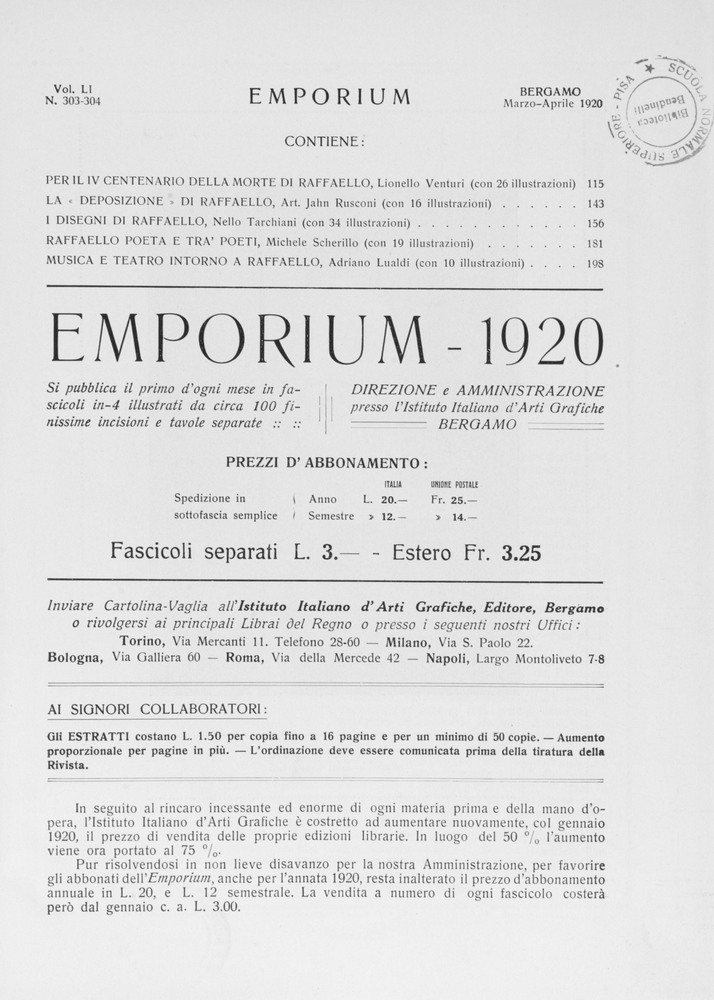 Vol. LI
N. 303-304
EMPORIUM
BERGAMO
Marzo-Aprile 1920
SCUOLA NORMALE SUPERIORE - PISA ★
Biblioteca
Bendinelli
CONTIENE:
PER IL IV CENTENARIO DELLA MORTE DI RAFFAELLO, Lionello Venturi (con 26 illustrazioni) 115
LA « DEPOSIZIONE » DI RAFFAELLO, Art. Jahn Rusconi (con 16 illustrazioni) . . . . . . 143
I DISEGNI DI RAFFAELLO, Nello Tarchiani (con 34 illustrazioni) . . . . . . . . . . . . 156
RAFFAELLO POETA E TRA' POETI, Michele Scherillo (con 19 illustrazioni) . . . . . . . 181
MUSICA E TEATRO INTORNO A RAFFAELLO, Adriano Lualdi (con 10 illustrazioni) . . . . 198
EMPORIUM - 1920
Si pubblica il primo d'ogni mese in fa-
scicoli in-4 illustrati da circa 100 fi-
nissime incisioni e tavole separate :: ::
DIREZIONE e AMMINISTRAZIONE
presso l'Istituto Italiano d'Arti Grafiche
BERGAMO
PREZZI D'ABBONAMENTO:
ITALIA UNIONE POSTALE
Spedizione in Anno L. 20.— Fr. 25.—
sottofascia semplice Semestre » 12.— » 14.—
Fascicoli separati L. 3.— - Estero Fr. 3.25
Inviare Cartolina-Vaglia all'Istituto Italiano d'Arti Grafiche, Editore, Bergamo
o rivolgersi ai principali Librai del Regno o presso i seguenti nostri Uffici:
Torino, Via Mercanti 11. Telefono 28-60 — Milano, Via S. Paolo 22.
Bologna, Via Galliera 60 — Roma, Via della Mercede 42 — Napoli, Largo Montoliveto 7-8
AI SIGNORI COLLABORATORI:
Gli ESTRATTI costano L. 1.50 per copia fino a 16 pagine e per un minimo di 50 copie. — Aumento
proporzionale per pagine in più. — L'ordinazione deve essere comunicata prima della tiratura della
Rivista.
In seguito al rincaro incessante ed enorme di ogni materia prima e della mano d'o-
pera, l'Istituto Italiano d'Arti Grafiche è costretto ad aumentare nuovamente, col gennaio
1920, il prezzo di vendita delle proprie edizioni librarie. In luogo del 50 % l'aumento
viene ora portato al 75 %.
Pur risolvendosi in non lieve disavanzo per la nostra Amministrazione, per favorire
gli abbonati dell'Emporium, anche per l'annata 1920, resta inalterato il prezzo d'abbonamento
annuale in L. 20, e L. 12 semestrale. La vendita a numero di ogni fascicolo costerà
però dal gennaio c. a. L. 3.00.